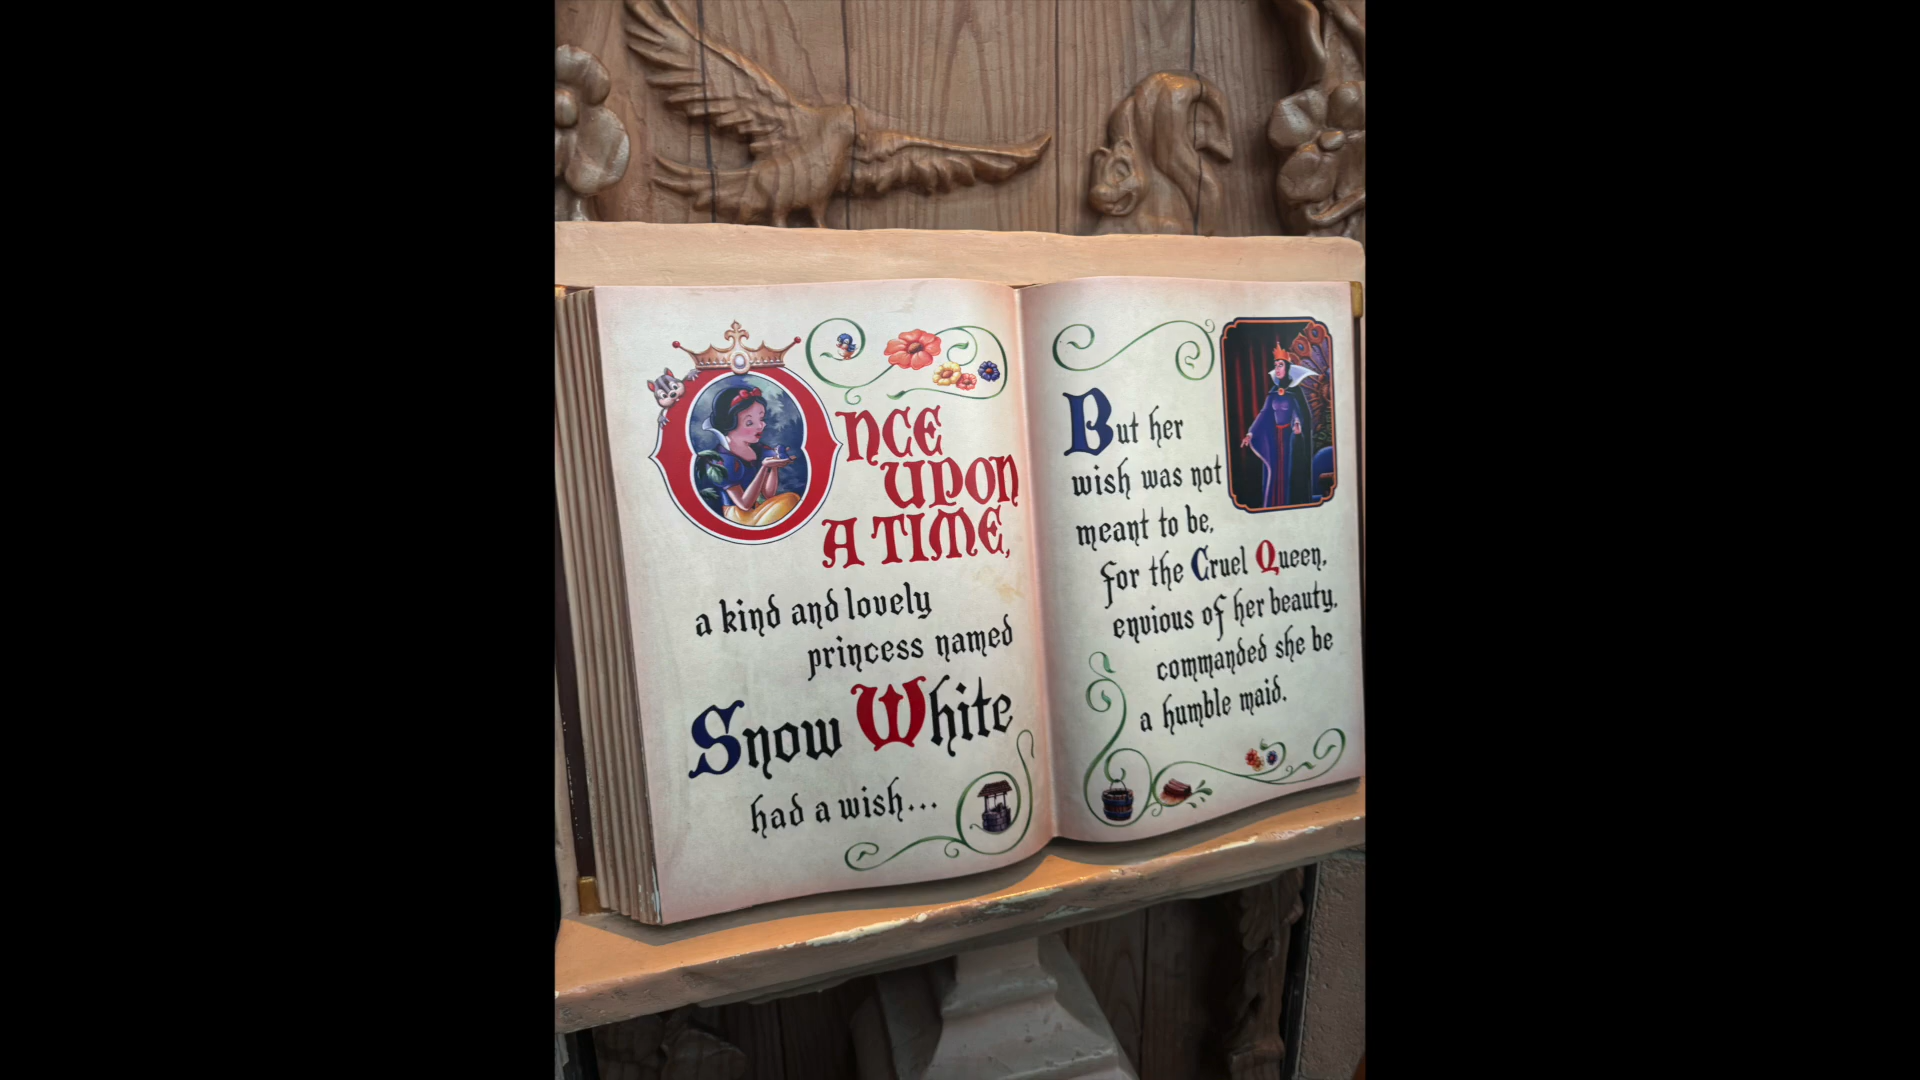 Once
upon
a time,
a kind and lovely
princess named
Snow White
had a wish...
But her
wish was not
meant to be,
for the Cruel Queen,
envious of her beauty,
commanded she be
a humble maid.